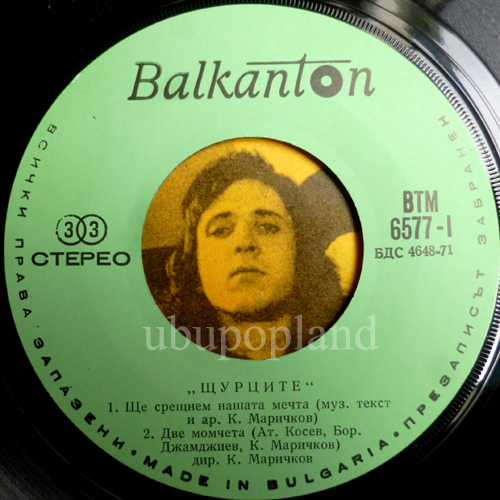 Balkanton
33
СТЕРЕО
ВТМ
6577-I
БДС 4648-71
ubupopland
„ЩУРЦИТЕ“
1. Ще срещнем нашата мечта (муз. текст
и ар. К. Маричков)
2. Две момчета (Ат. Косев, Бор.
Джамджиев, К. Маричков)
дир. К. Маричков
ВСИЧКИ ПРАВА · ЗАПАЗЕНИ · MADE IN BULGARIA · ПРЕЗАПИСЪТ ЗАБРАНЕН